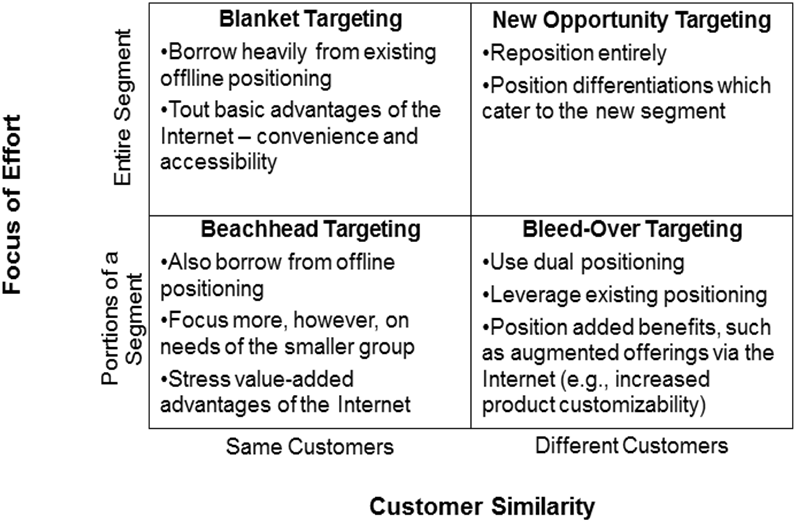 Focus of Effort
Entire Segment
Blanket Targeting
•Borrow heavily from existing
offlline positioning
•Tout basic advantages of the
Internet – convenience and
accessibility
New Opportunity Targeting
•Reposition entirely
•Position differentiations which
cater to the new segment
Porrtions of a
Segment
Beachhead Targeting
•Also borrow from offline
positioning
•Focus more, however, on
needs of the smaller group
•Stress value-added
advantages of the Internet
Bleed-Over Targeting
•Use dual positioning
•Leverage existing positioning
•Position added benefits, such
as augmented offerings via the
Internet (e.g., increased
product customizability)
Same Customers
Different Customers
Customer Similarity